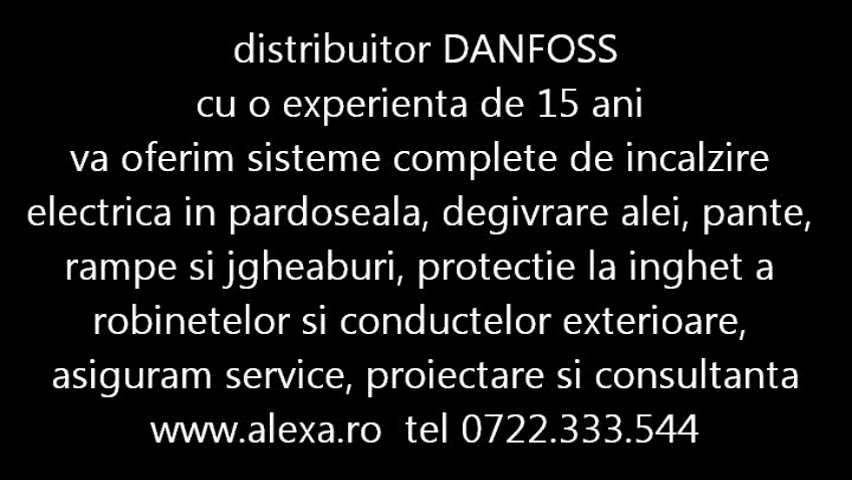 distribuitor DANFOSS
cu o experienta de 15 ani
va oferim sisteme complete de incalzire
electrica in pardoseala, degivrare alei, pante,
rampe si jgheaburi, protectie la inghet a
robinetelor si conductelor exterioare,
asiguram service, proiectare si consultanta
www.alexa.ro  tel 0722.333.544